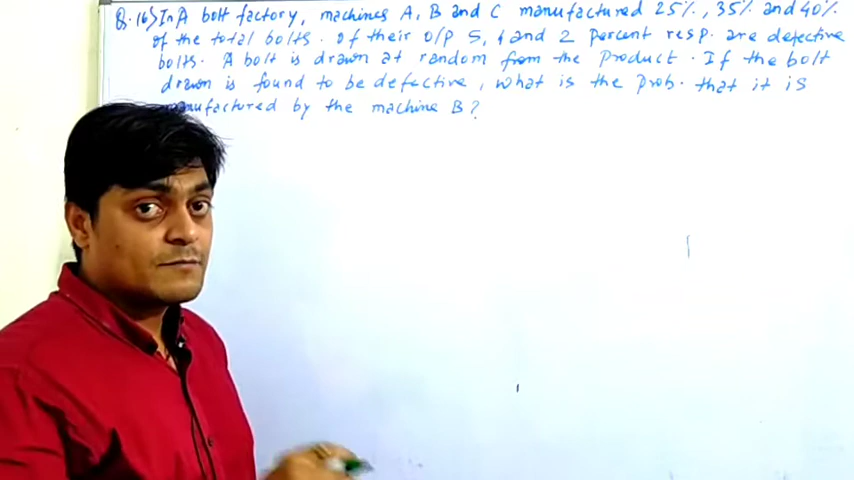 Q.(16) In A bolt factory, machines A, B and C manufactured 25%, 35% and 40%
of the total bolts. of their o/p 5, 4 and 2 percent resp. are defective
bolts. A bolt is drawn at random from the product. If the bolt
drawn is found to be defective, what is the prob. that it is
manufactured by the machine B?